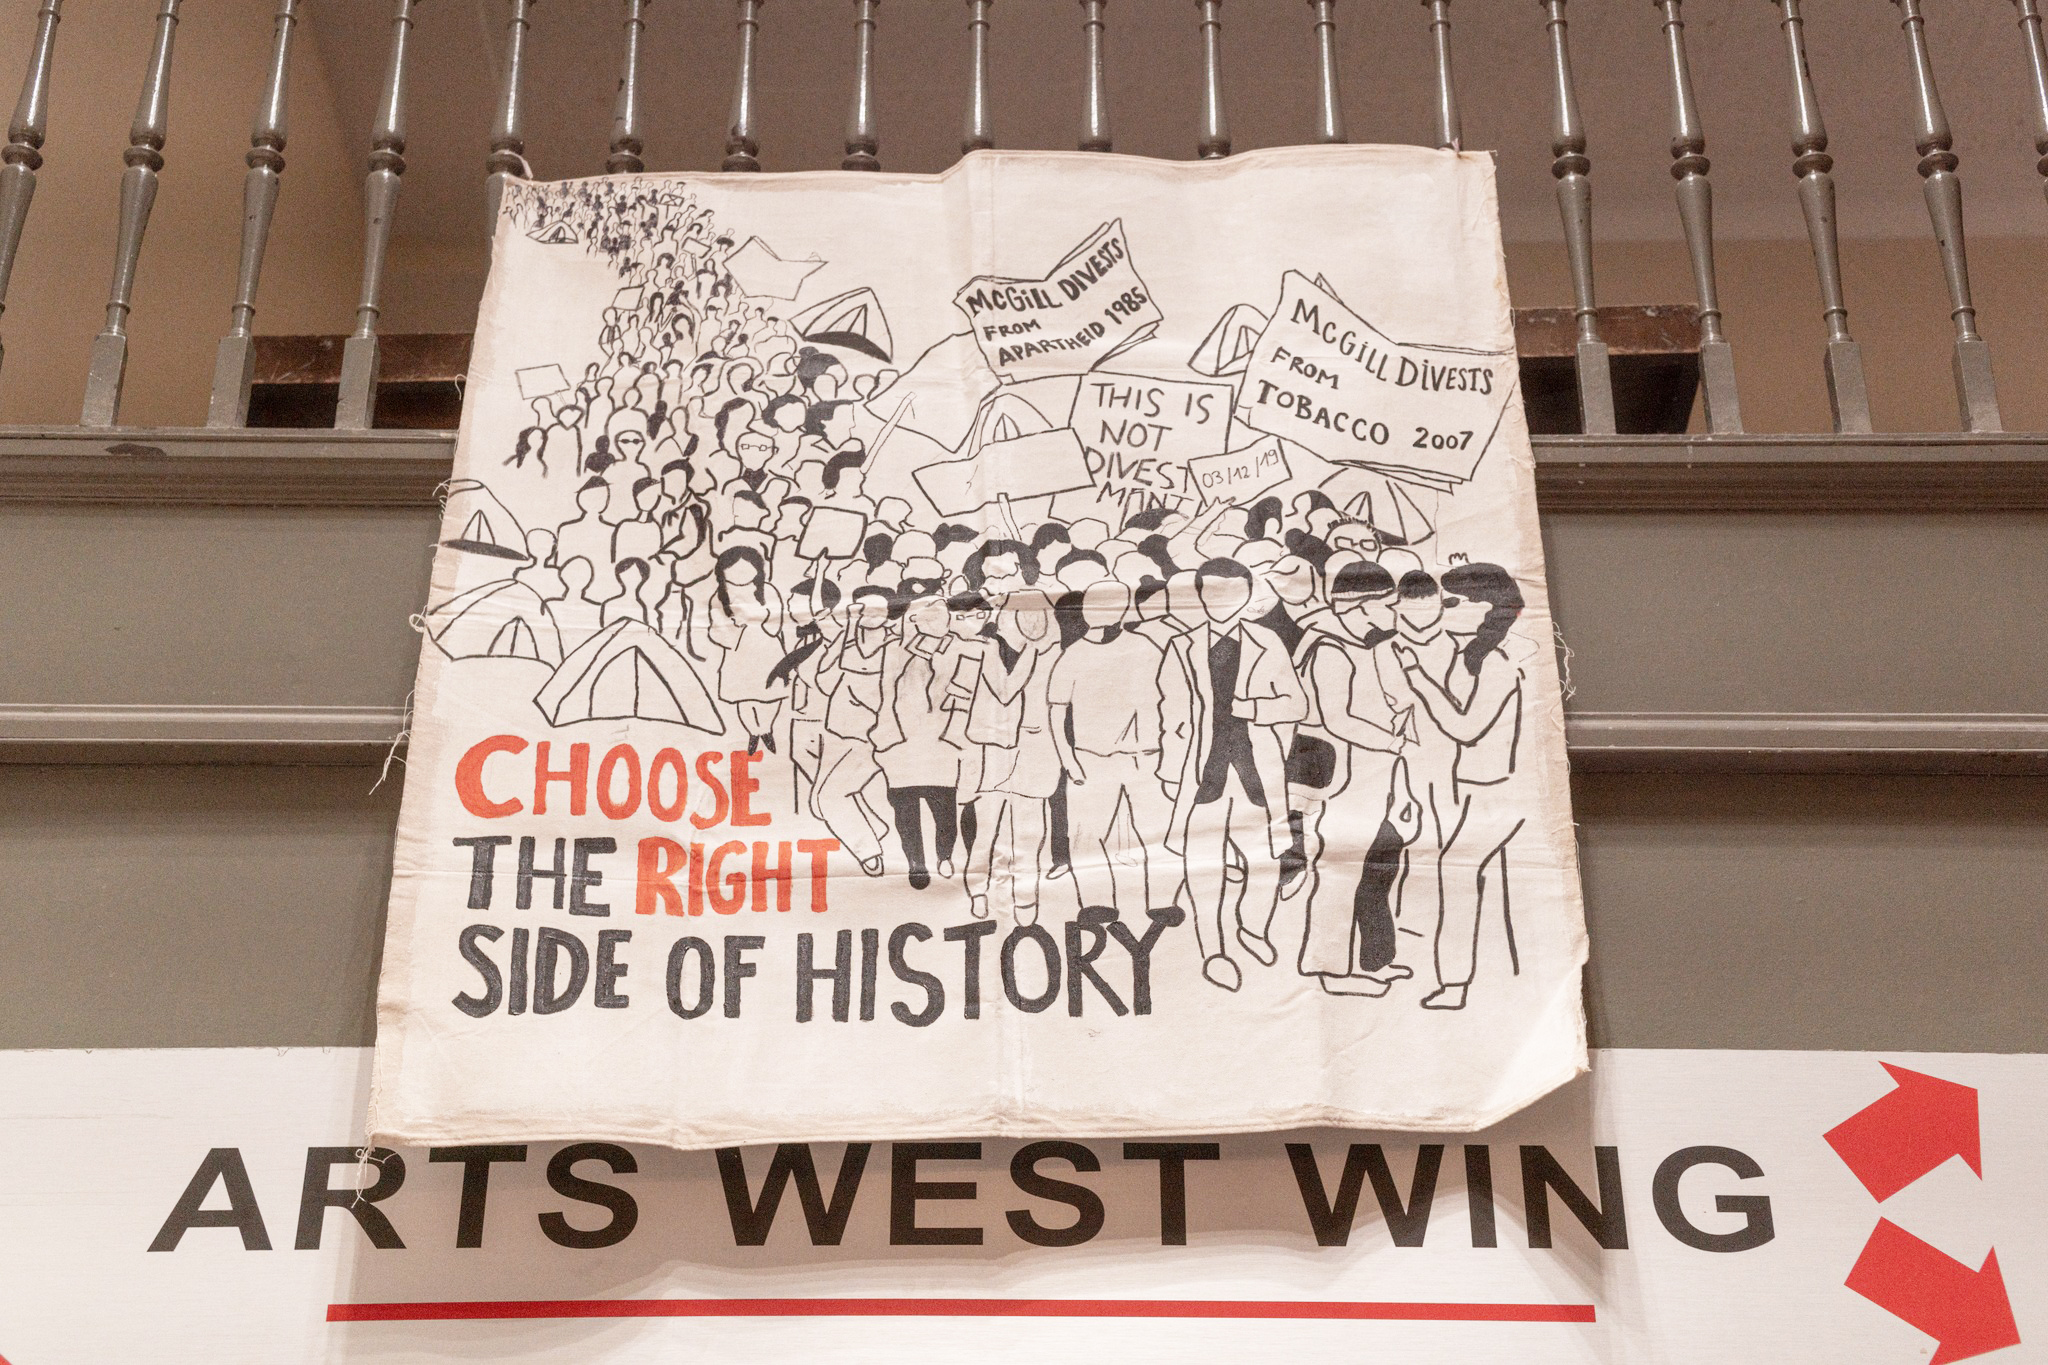 McGILL DIVESTS
FROM
APARTHEID 1985
McGILL DiVESTS
FROM
TOBACCO 2007
THIS IS
NOT
DIVEST
MENT
03/12/19
CHOOSE
THE RIGHT
SIDE OF HISTORY
ARTS WEST WING